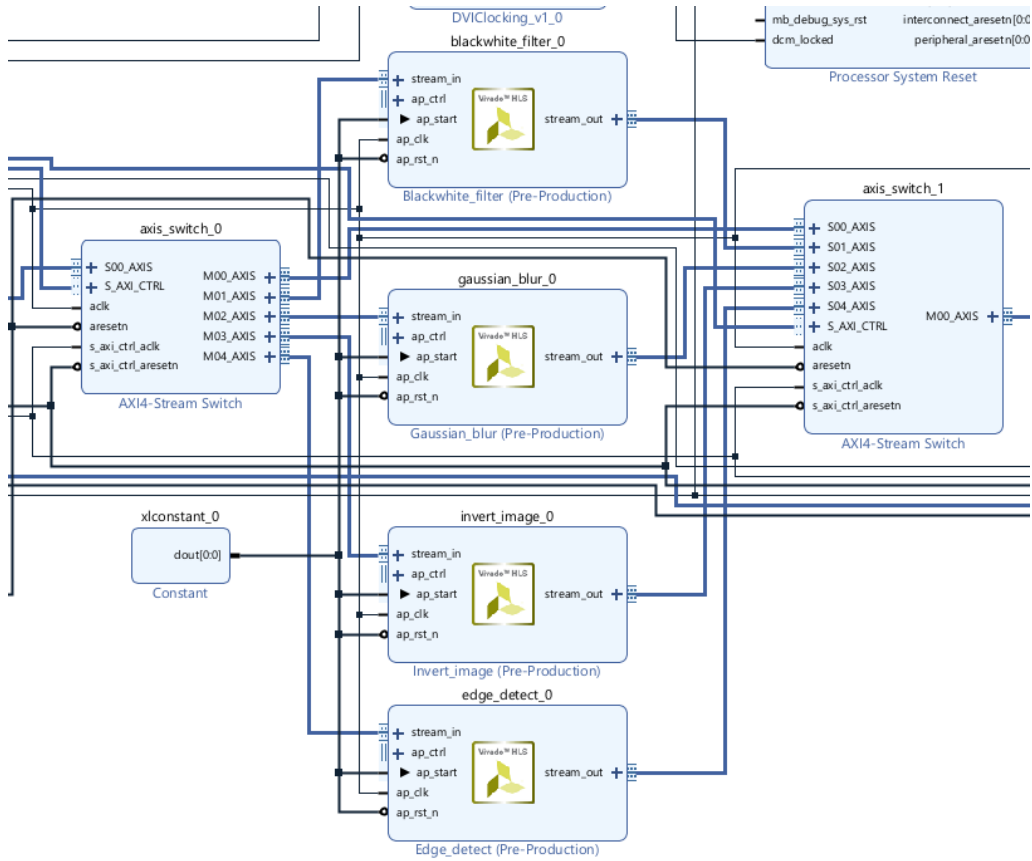 DVIClocking_v1_0
mb_debug_sys_rst
interconnect_aresetn[0:0
dcm_locked
peripheral_aresetn[0:0
Processor System Reset
blackwhite_filter_0
stream_in
ap_ctrl
ap_start
ap_clk
ap_rst_n
Vivado™ HLS
stream_out
Blackwhite_filter (Pre-Production)
axis_switch_0
S00_AXIS
S_AXI_CTRL
aclk
aresetn
s_axi_ctrl_aclk
s_axi_ctrl_aresetn
M00_AXIS
M01_AXIS
M02_AXIS
M03_AXIS
M04_AXIS
AXI4-Stream Switch
gaussian_blur_0
stream_in
ap_ctrl
ap_start
ap_clk
ap_rst_n
Vivado™ HLS
stream_out
Gaussian_blur (Pre-Production)
axis_switch_1
S00_AXIS
S01_AXIS
S02_AXIS
S03_AXIS
S04_AXIS
S_AXI_CTRL
aclk
aresetn
s_axi_ctrl_aclk
s_axi_ctrl_aresetn
M00_AXIS
AXI4-Stream Switch
xlconstant_0
dout[0:0]
Constant
invert_image_0
stream_in
ap_ctrl
ap_start
ap_clk
ap_rst_n
Vivado™ HLS
stream_out
Invert_image (Pre-Production)
edge_detect_0
stream_in
ap_ctrl
ap_start
ap_clk
ap_rst_n
Vivado™ HLS
stream_out
Edge_detect (Pre-Production)